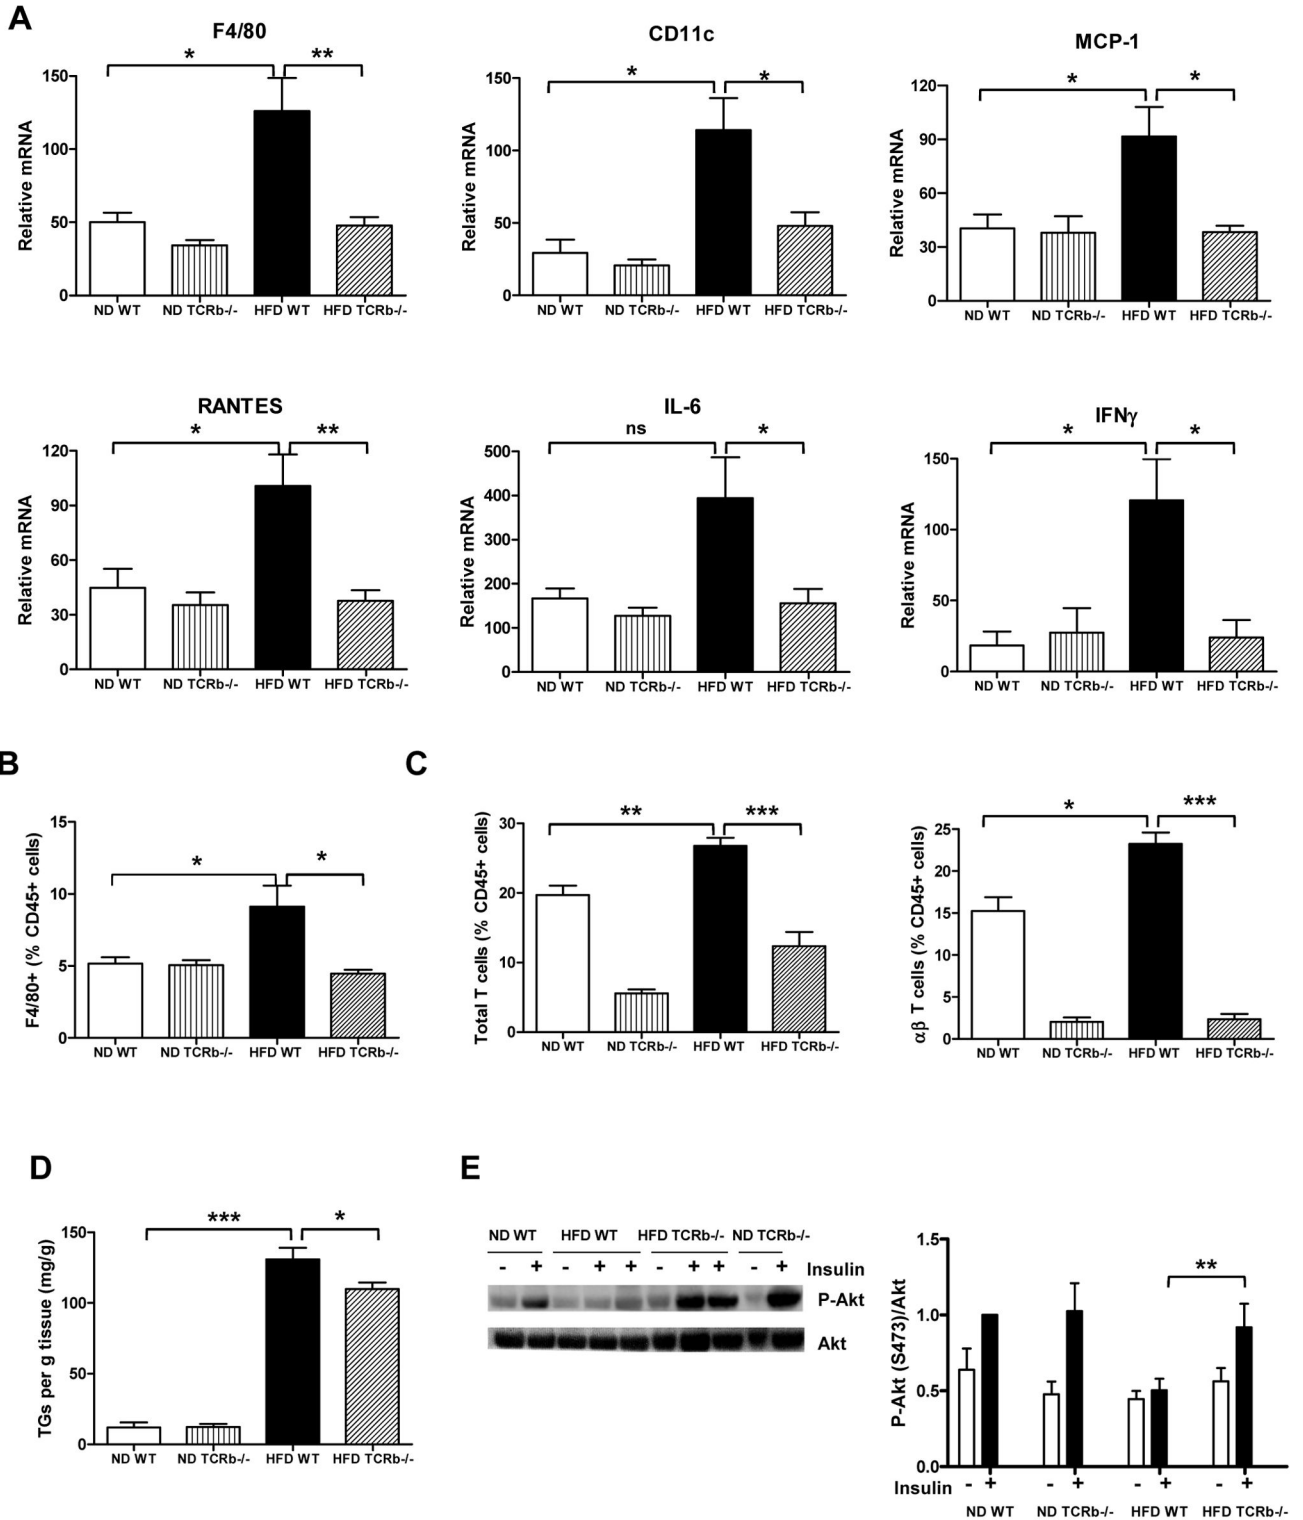 A
F4/80
* **
Relative mRNA
150
100
50
0
ND WT ND TCRb-/- HFD WT HFD TCRb-/-
CD11c
* *
Relative mRNA
150
100
50
0
ND WT ND TCRb-/- HFD WT HFD TCRb-/-
MCP-1
* *
Relative mRNA
120
90
60
30
0
ND WT ND TCRb-/- HFD WT HFD TCRb-/-
RANTES
* **
Relative mRNA
120
90
60
30
0
ND WT ND TCRb-/- HFD WT HFD TCRb-/-
IL-6
ns *
Relative mRNA
500
400
300
200
100
0
ND WT ND TCRb-/- HFD WT HFD TCRb-/-
IFNγ
* *
Relative mRNA
150
100
50
0
ND WT ND TCRb-/- HFD WT HFD TCRb-/-
B
* *
F4/80+ (% CD45+ cells)
15
10
5
0
ND WT ND TCRb-/- HFD WT HFD TCRb-/-
C
** ***
Total T cells (% CD45+ cells)
30
20
10
0
ND WT ND TCRb-/- HFD WT HFD TCRb-/-
* ***
αβ T cells (% CD45+ cells)
25
20
15
10
5
0
ND WT ND TCRb-/- HFD WT HFD TCRb-/-
D
*** *
TGs per g tissue (mg/g)
150
100
50
0
ND WT ND TCRb-/- HFD WT HFD TCRb-/-
E
ND WT HFD WT HFD TCRb-/- ND TCRb-/-
- + - + + - + + - + Insulin
P-Akt
Akt
**
P-Akt (S473)/Akt
1.5
1.0
0.5
0.0
Insulin - + - + - + - +
ND WT ND TCRb-/- HFD WT HFD TCRb-/-